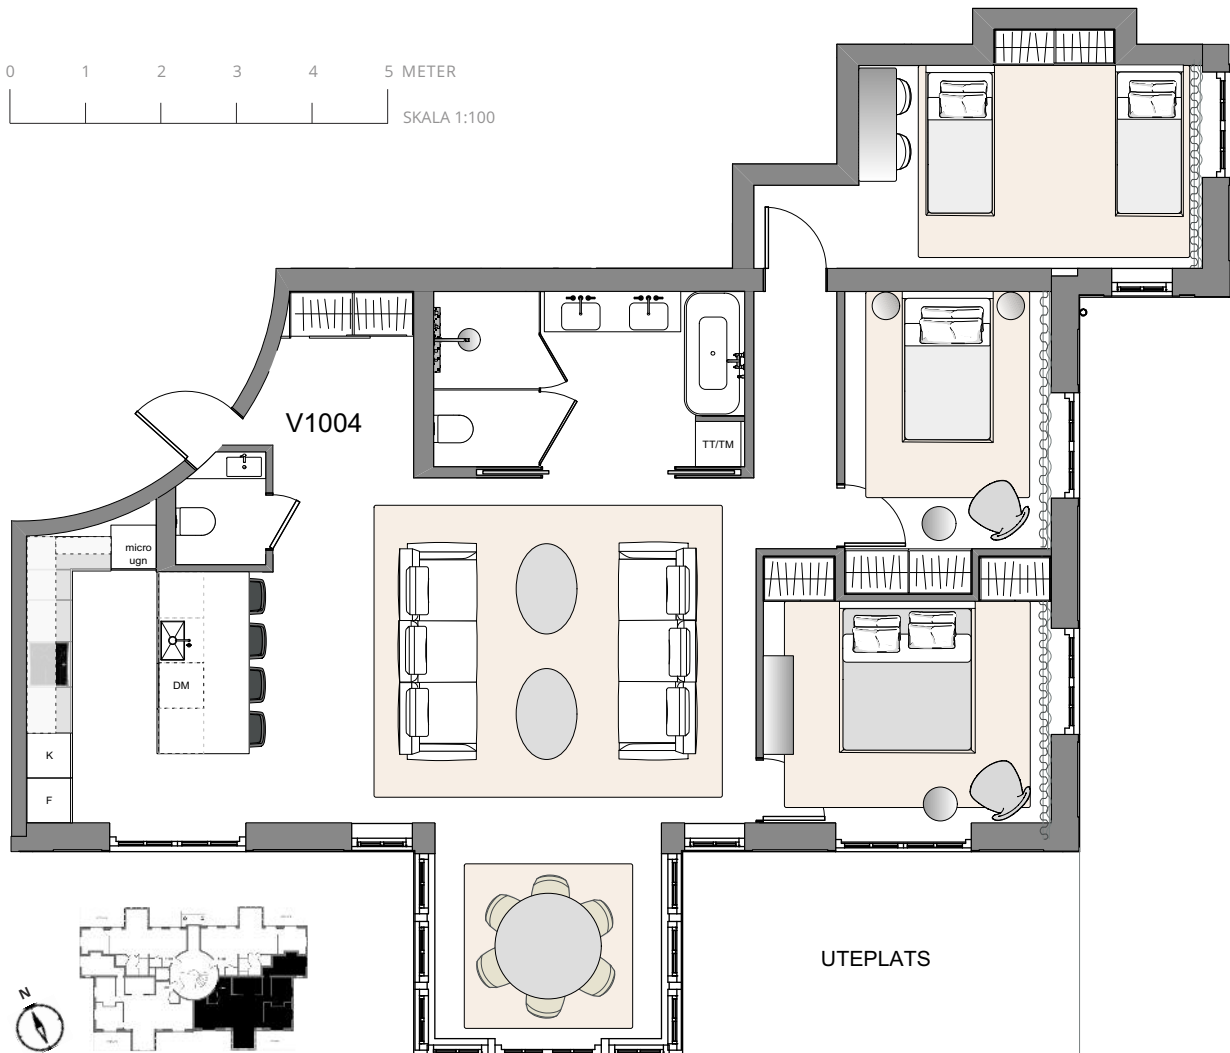 0 1 2 3 4 5 METER
SKALA 1:100
V1004
TT/TM
micro
ugn
DM
K
F
UTEPLATS
N